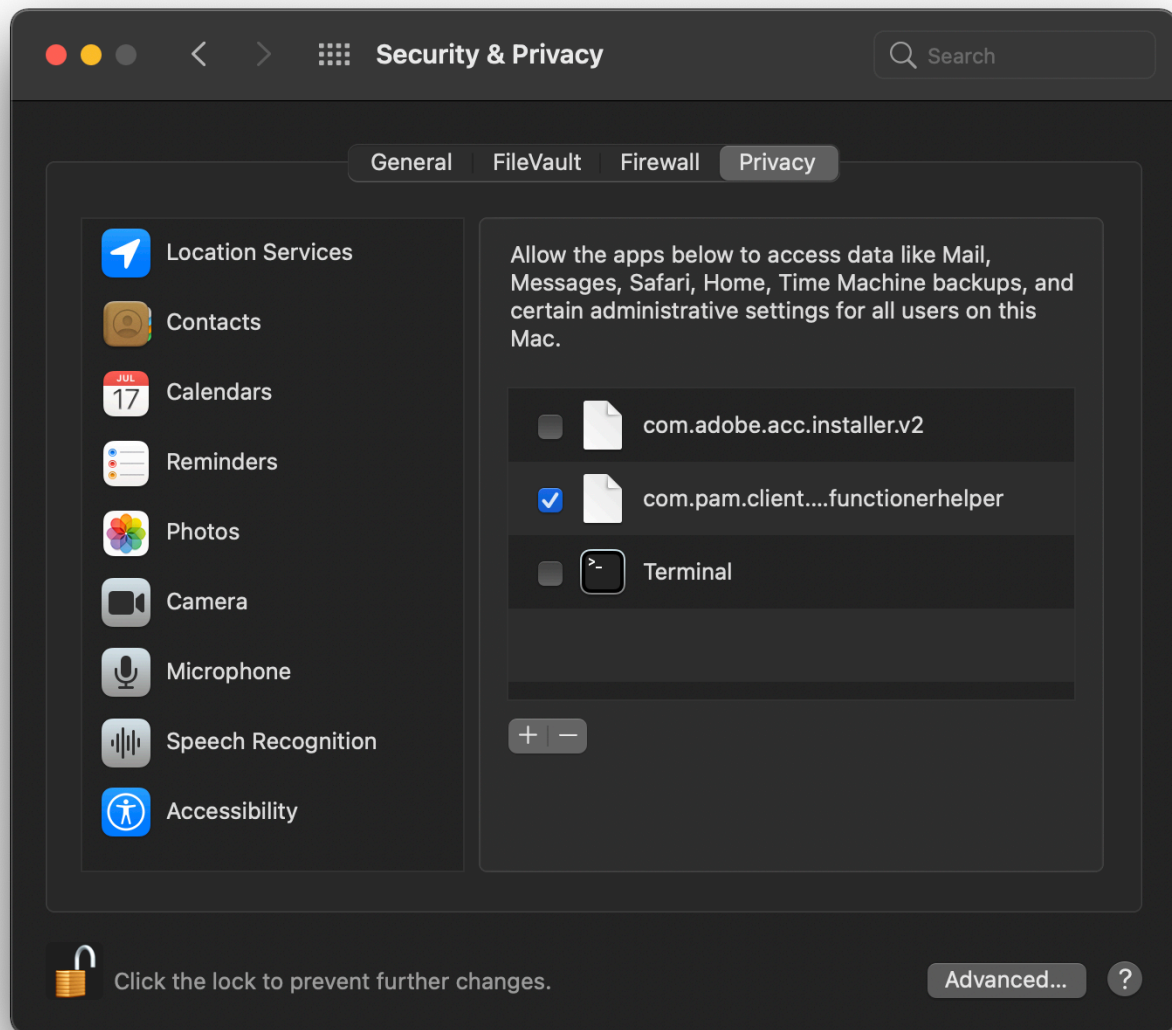 Security & Privacy
Search
General
FileVault
Firewall
Privacy
Location Services
Contacts
JUL
17
Calendars
Reminders
Photos
Camera
Microphone
Speech Recognition
Accessibility
Allow the apps below to access data like Mail,
Messages, Safari, Home, Time Machine backups, and
certain administrative settings for all users on this
Mac.
com.adobe.acc.installer.v2
com.pam.client....functionerhelper
>_
Terminal
+ −
Click the lock to prevent further changes.
Advanced...
?